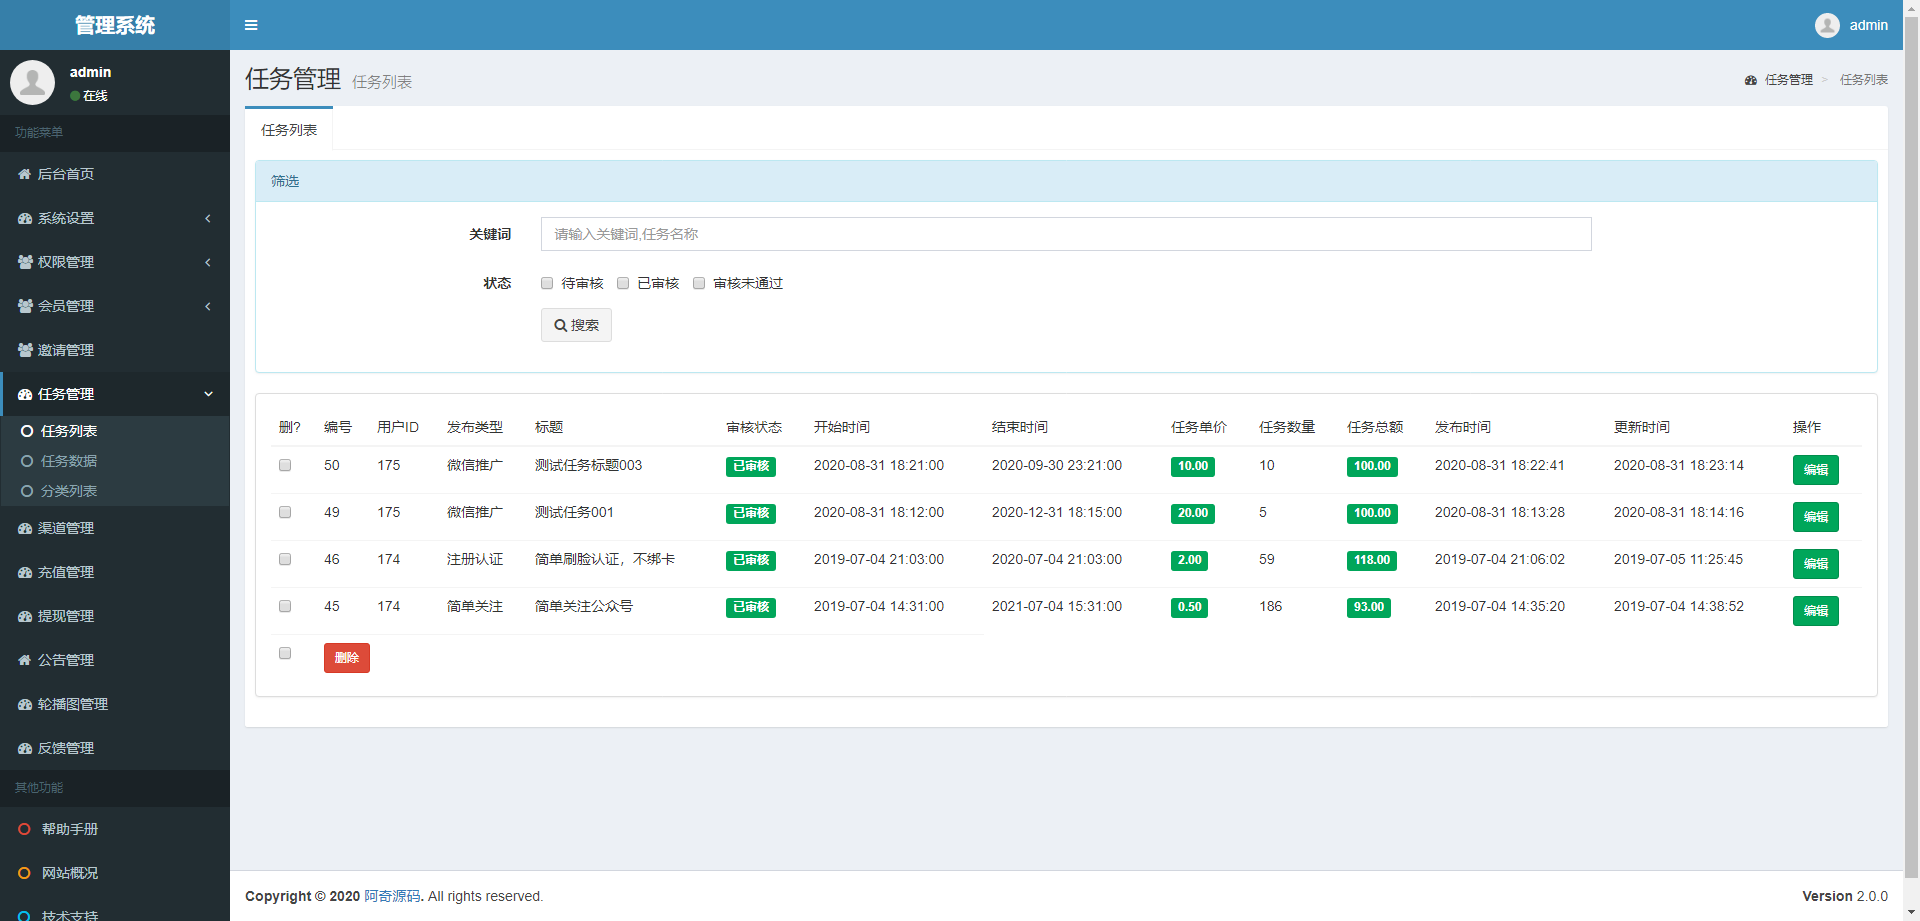 管理系统
admin
admin
在线
功能菜单
后台首页
系统设置
权限管理
会员管理
邀请管理
任务管理
任务列表
任务数据
分类列表
渠道管理
充值管理
提现管理
公告管理
轮播图管理
反馈管理
其他功能
帮助手册
网站概况
技术支持
任务管理 任务列表
任务管理 > 任务列表
任务列表
筛选
关键词 请输入关键词,任务名称
状态 待审核 已审核 审核未通过
搜索
删? 编号 用户ID 发布类型 标题 审核状态 开始时间 结束时间 任务单价 任务数量 任务总额 发布时间 更新时间 操作
50 175 微信推广 测试任务标题003 已审核 2020-08-31 18:21:00 2020-09-30 23:21:00 10.00 10 100.00 2020-08-31 18:22:41 2020-08-31 18:23:14 编辑
49 175 微信推广 测试任务001 已审核 2020-08-31 18:12:00 2020-12-31 18:15:00 20.00 5 100.00 2020-08-31 18:13:28 2020-08-31 18:14:16 编辑
46 174 注册认证 简单刷脸认证，不绑卡 已审核 2019-07-04 21:03:00 2020-07-04 21:03:00 2.00 59 118.00 2019-07-04 21:06:02 2019-07-05 11:25:45 编辑
45 174 简单关注 简单关注公众号 已审核 2019-07-04 14:31:00 2021-07-04 15:31:00 0.50 186 93.00 2019-07-04 14:35:20 2019-07-04 14:38:52 编辑
删除
Copyright © 2020 阿奇源码. All rights reserved.
Version 2.0.0